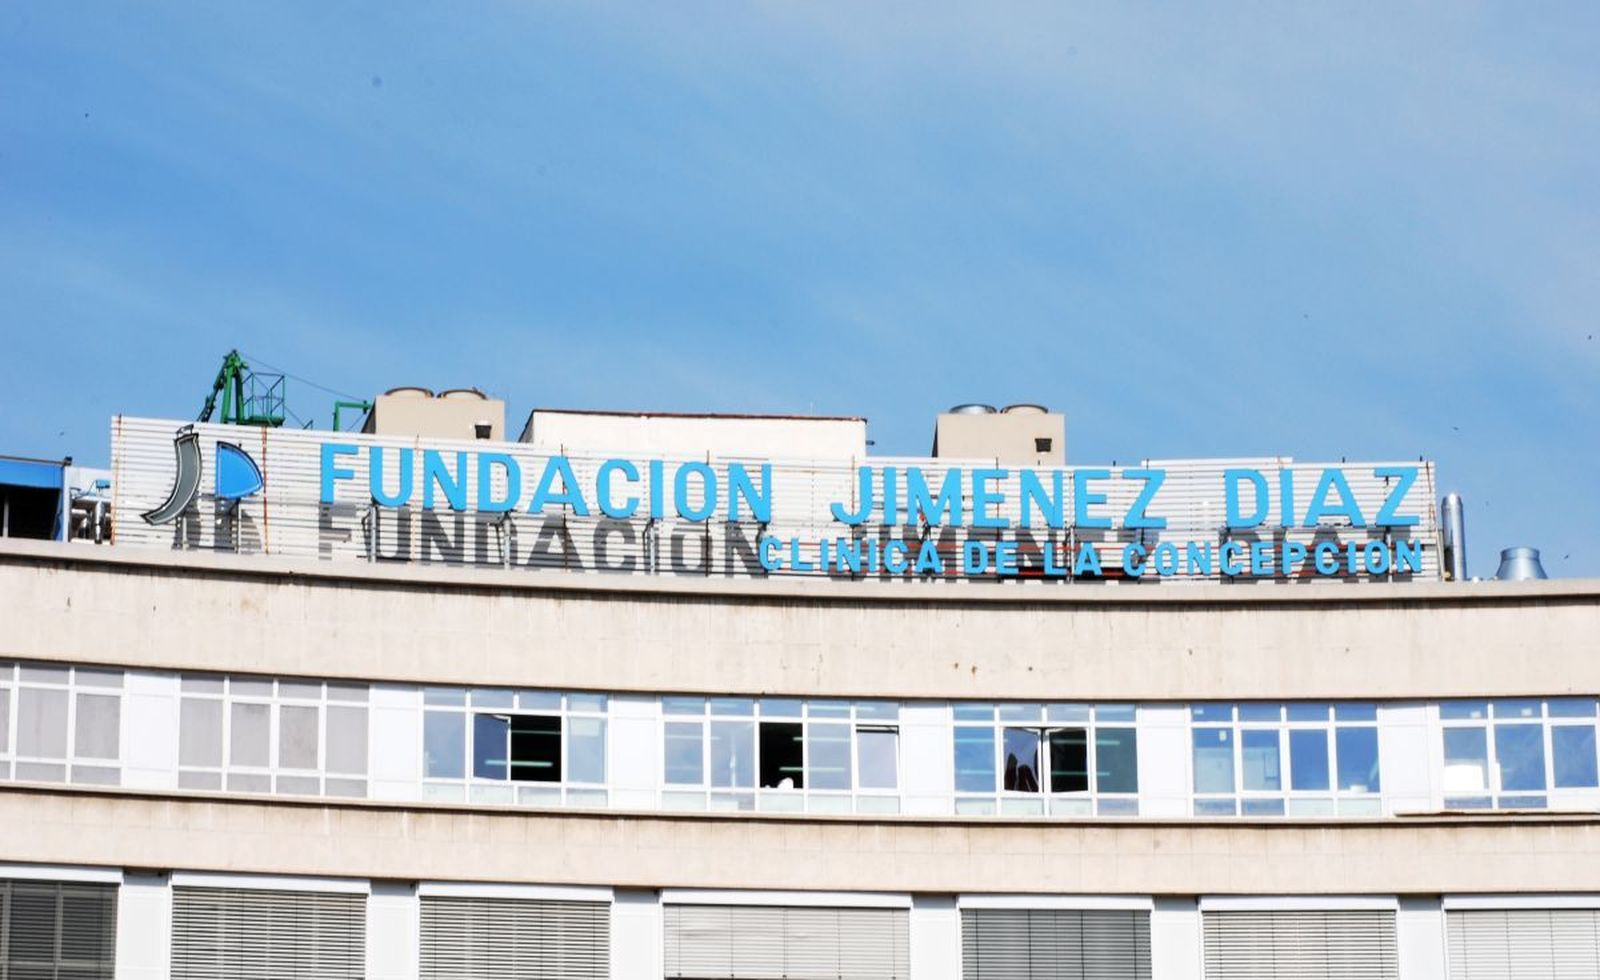 FUNDACION JIMENEZ DIAZ
CLINICA DE LA CONCEPCION